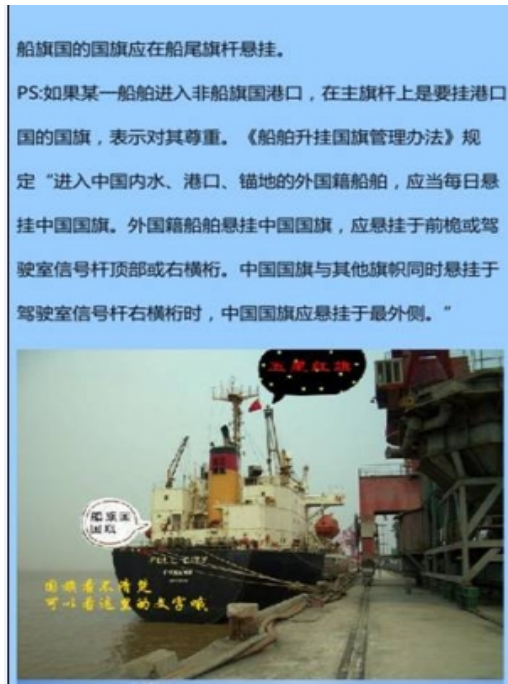 船旗国的国旗应在船尾旗杆悬挂。
PS:如果某一船舶进入非船旗国港口，在主旗杆上是要挂港口
国的国旗，表示对其尊重。《船舶升挂国旗管理办法》规
定“进入中国内水、港口、锚地的外国籍船舶，应当每日悬
挂中国国旗。外国籍船舶悬挂中国国旗，应悬挂于前桅或驾
驶室信号杆顶部或右横桁。中国国旗与其他旗帜同时悬挂于
驾驶室信号杆右横桁时，中国国旗应悬挂于最外侧。”
五星红旗
船旗国
国旗
国旗看不清楚
可以看这里的文字哦